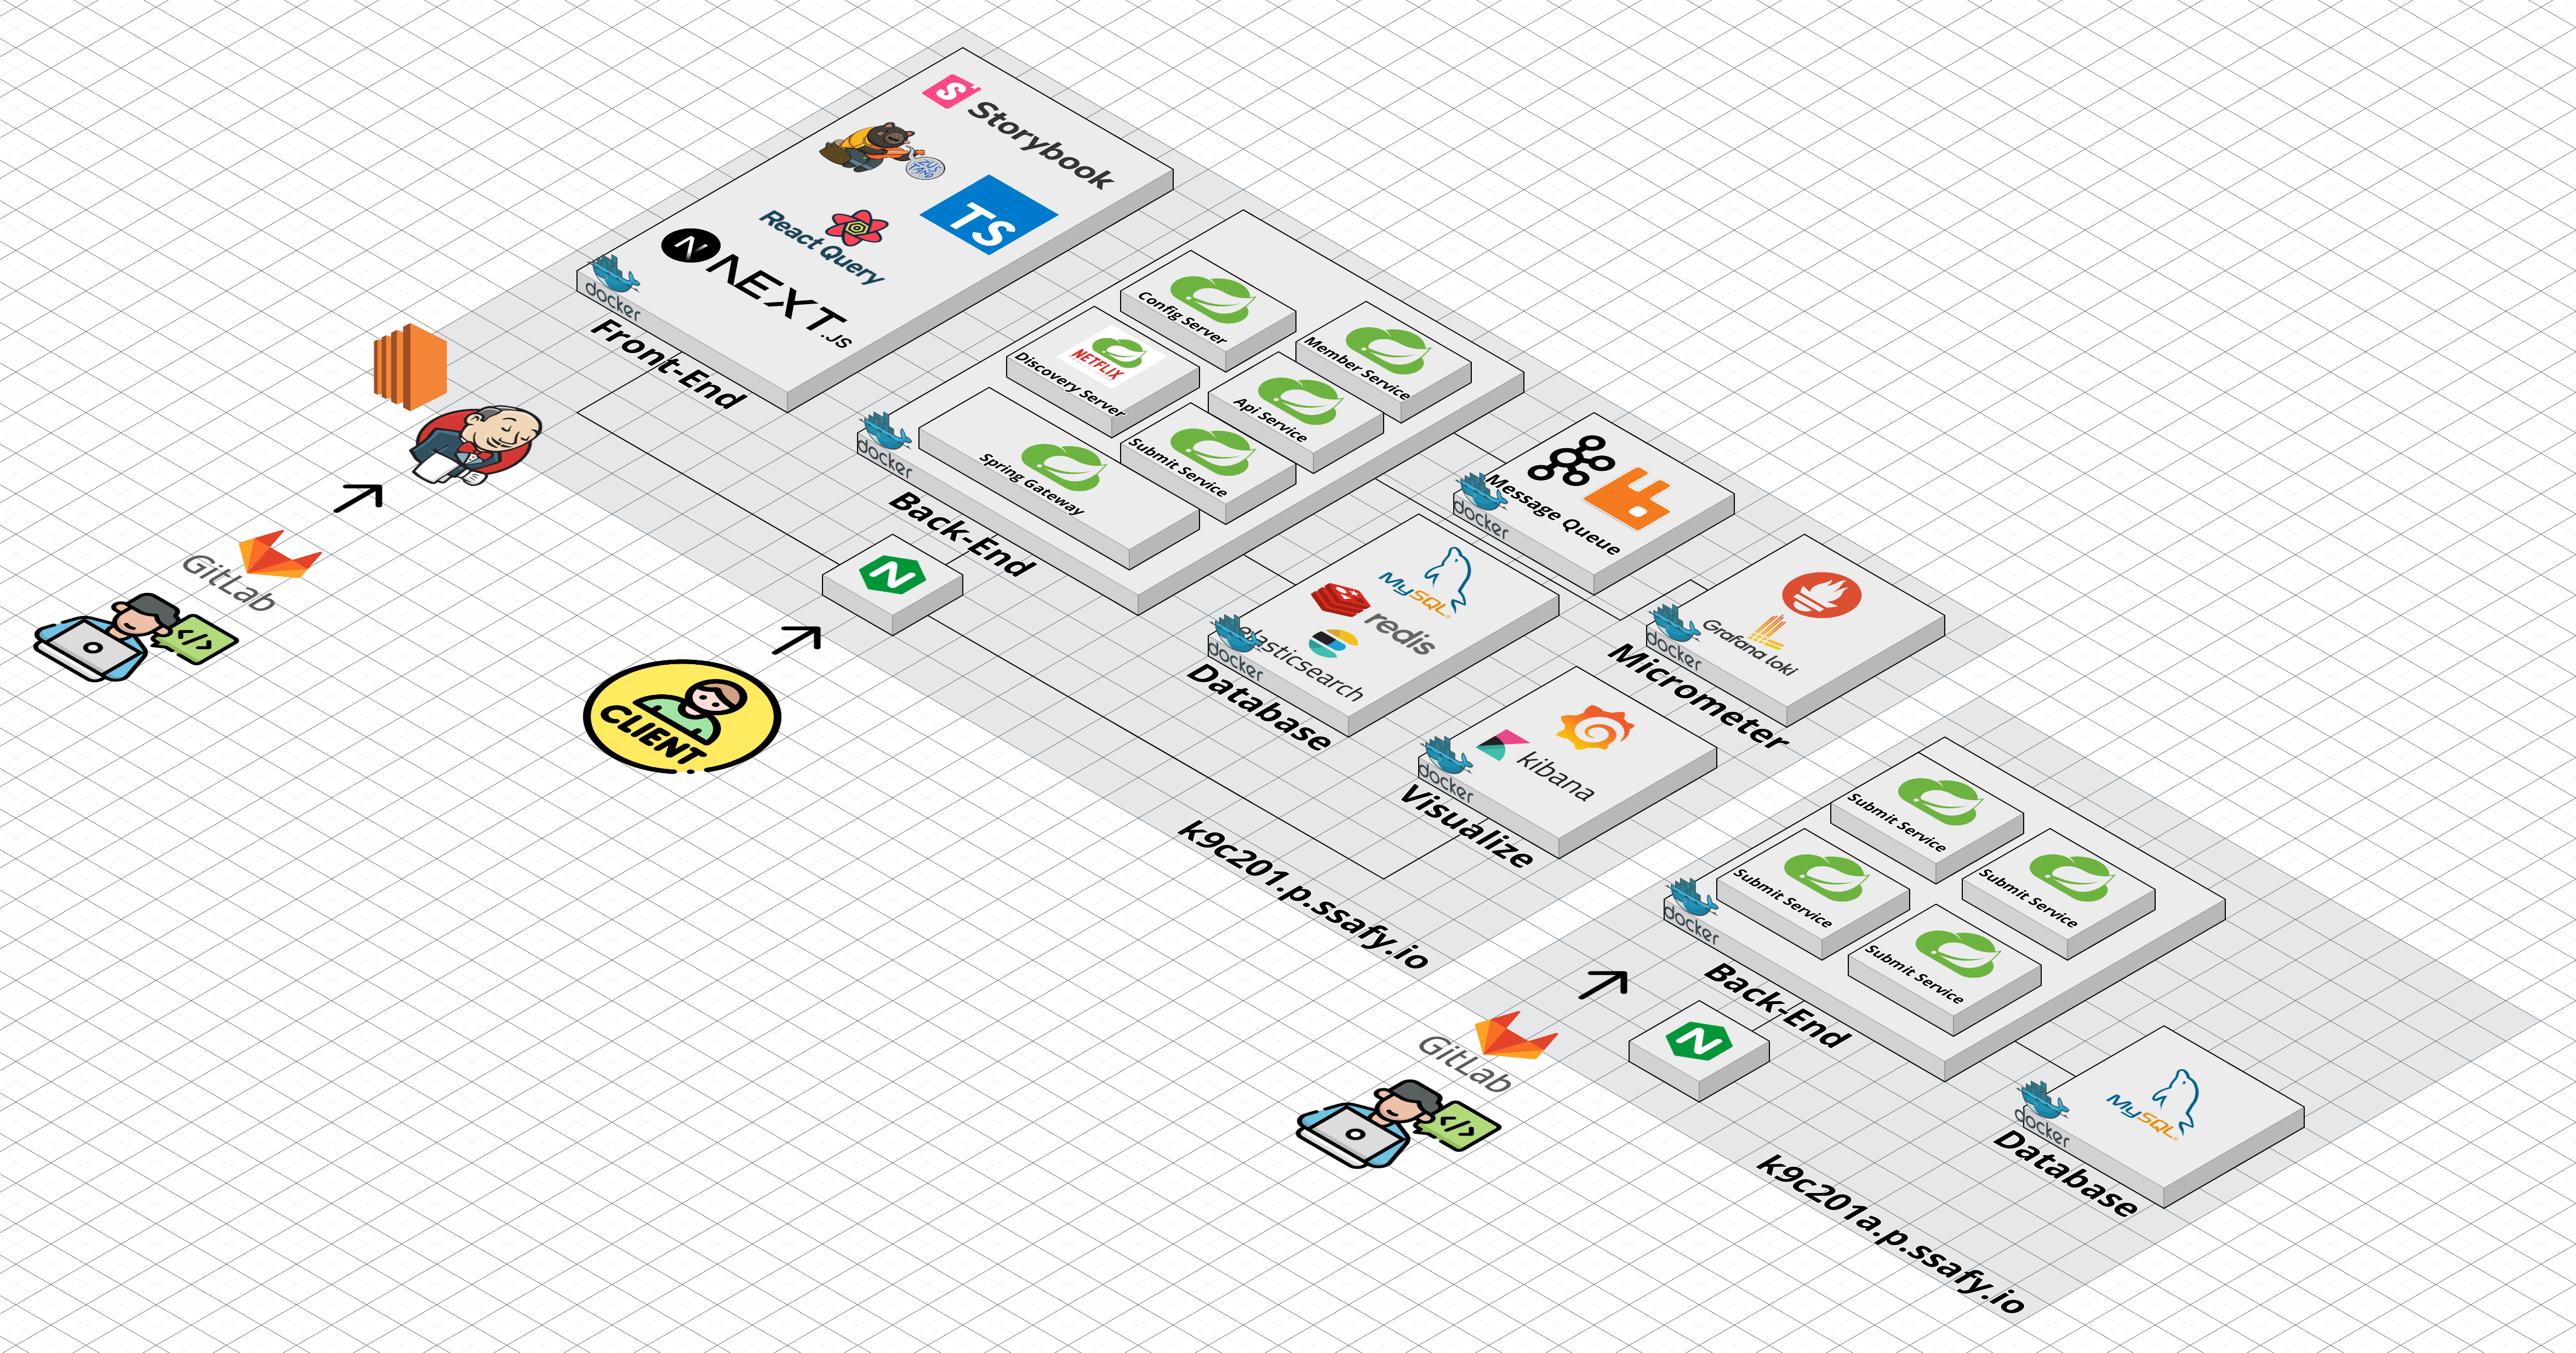 Storybook
ZUS
TAND
TS
React Query
N
NEXT.JS
docker
Front-End
Config Server
Member Service
NETFLIX
Discovery Server
Api Service
Submit Service
Spring Gateway
docker
Back-End
Message Queue
docker
GitLab
</>
N
CLIENT
MySQL
redis
elasticsearch
docker
Database
Grafana loki
docker
Micrometer
kibana
docker
Visualize
k9c201.p.ssafy.io
Submit Service
Submit Service
Submit Service
Submit Service
docker
Back-End
GitLab
</>
N
MySQL
docker
Database
k9c201a.p.ssafy.io